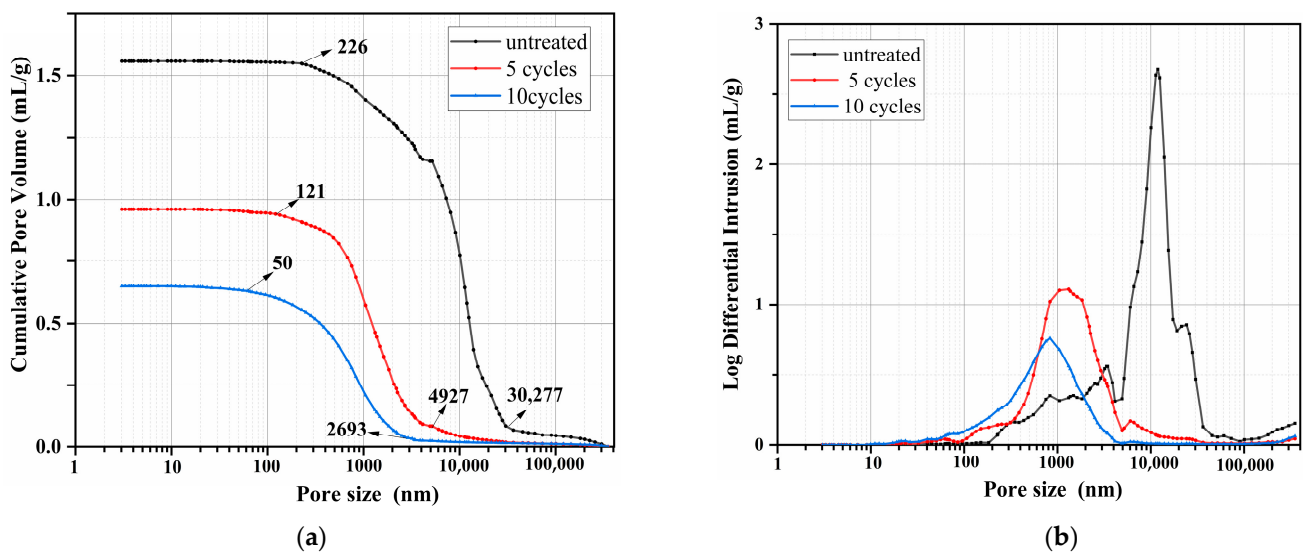 Cumulative Pore Volume (mL/g)
1.5
1.0
0.5
0.0
226
121
50
2693
4927
30,277
untreated
5 cycles
10cycles
1 10 100 1000 10,000 100,000
Pore size (nm)
(a)
Log Differential Intrusion (mL/g)
3
2
1
0
untreated
5 cycles
10 cycles
1 10 100 1000 10,000 100,000
Pore size (nm)
(b)